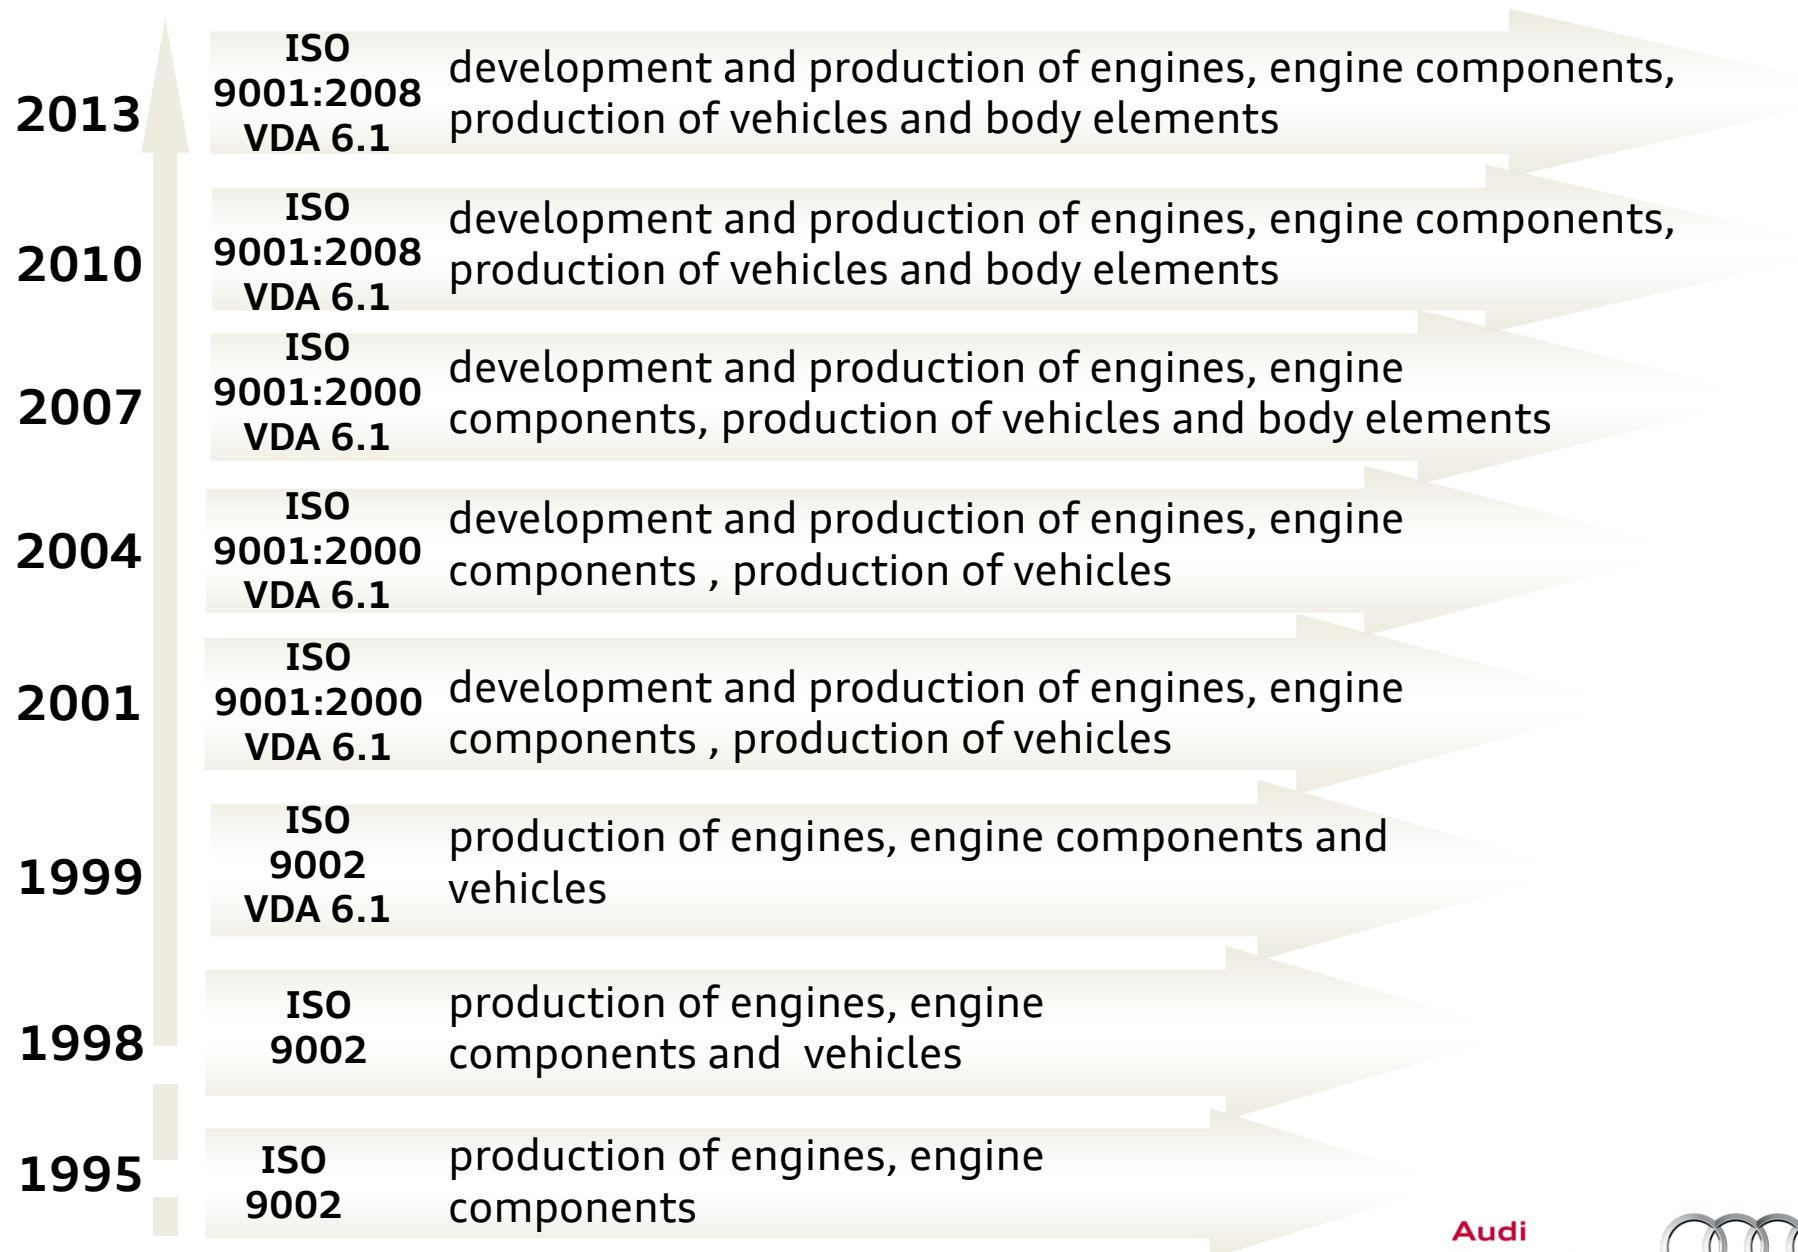 2013
ISO
9001:2008
VDA 6.1
development and production of engines, engine components,
production of vehicles and body elements
2010
ISO
9001:2008
VDA 6.1
development and production of engines, engine components,
production of vehicles and body elements
2007
ISO
9001:2000
VDA 6.1
development and production of engines, engine
components, production of vehicles and body elements
2004
ISO
9001:2000
VDA 6.1
development and production of engines, engine
components , production of vehicles
2001
ISO
9001:2000
VDA 6.1
development and production of engines, engine
components , production of vehicles
1999
ISO
9002
VDA 6.1
production of engines, engine components and
vehicles
1998
ISO
9002
production of engines, engine
components and  vehicles
1995
ISO
9002
production of engines, engine
components
Audi